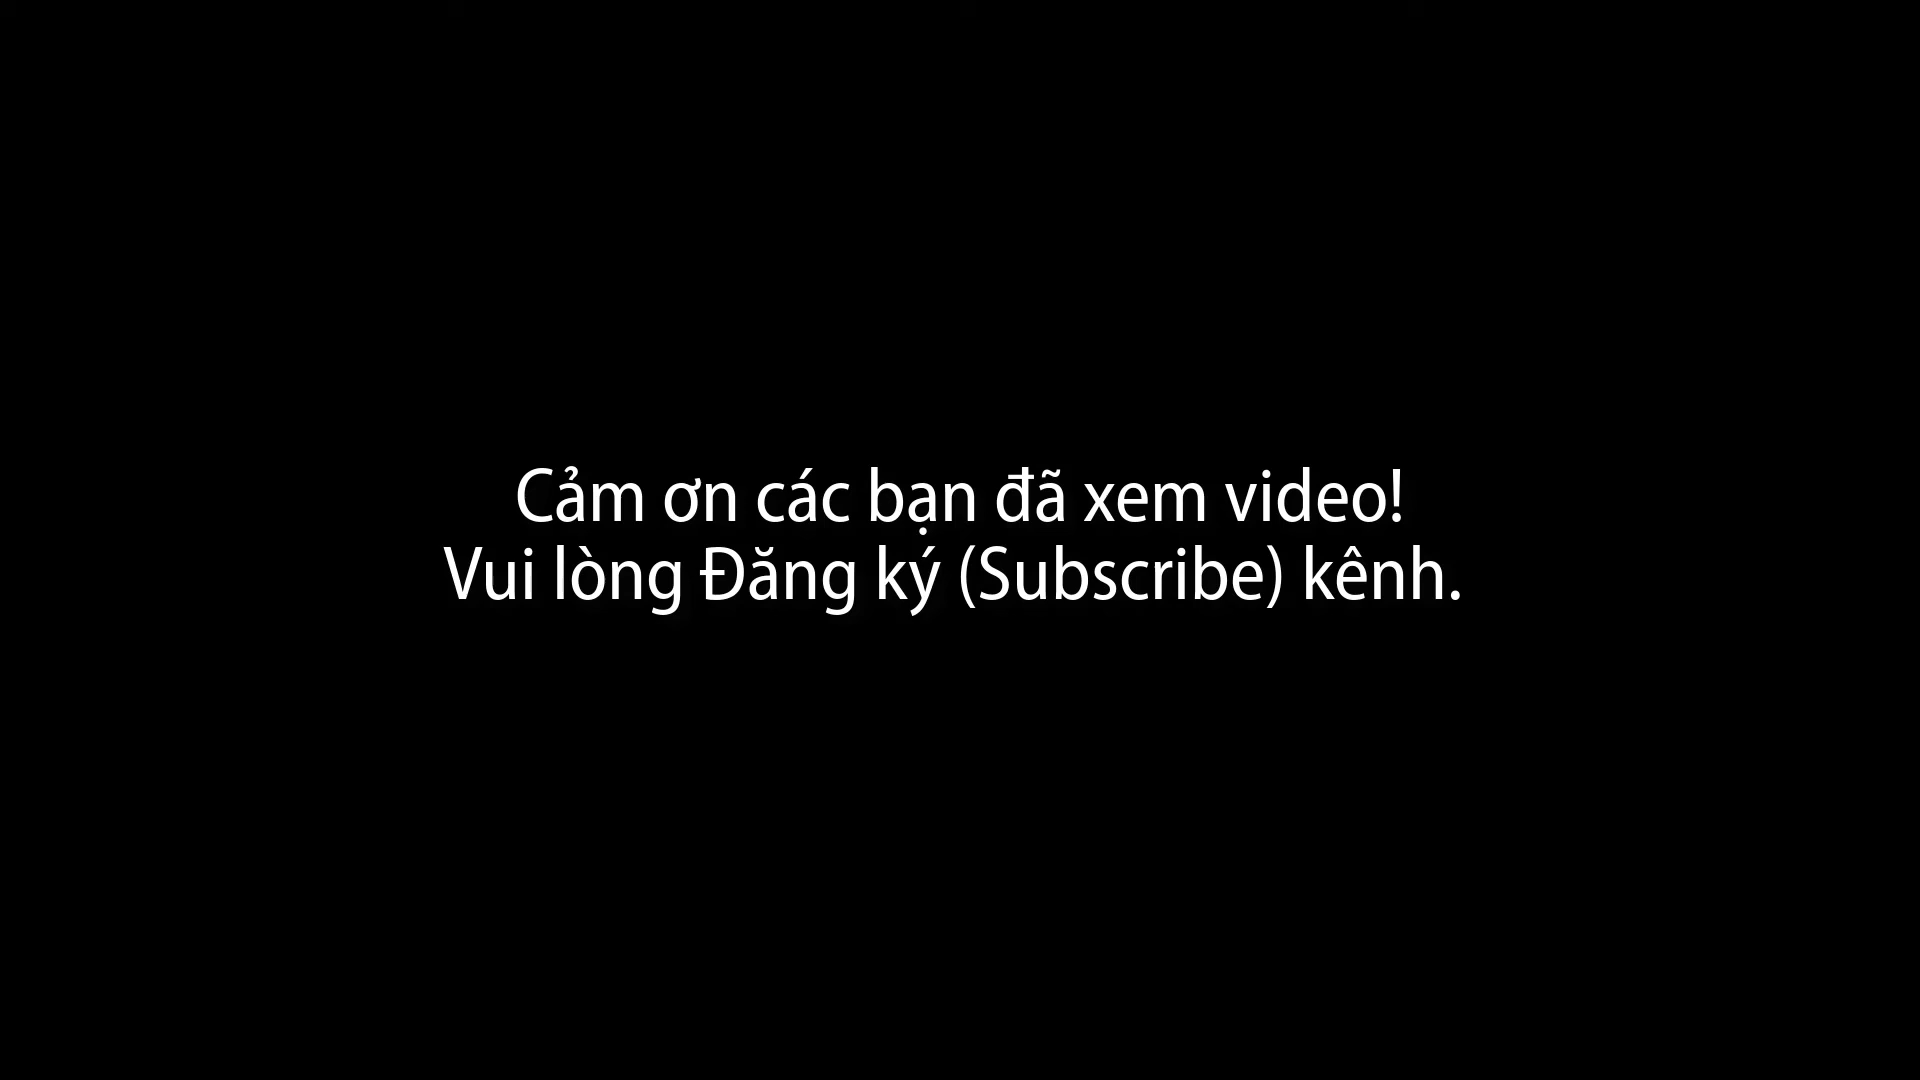 Cảm ơn các bạn đã xem video!
Vui lòng Đăng ký (Subscribe) kênh.